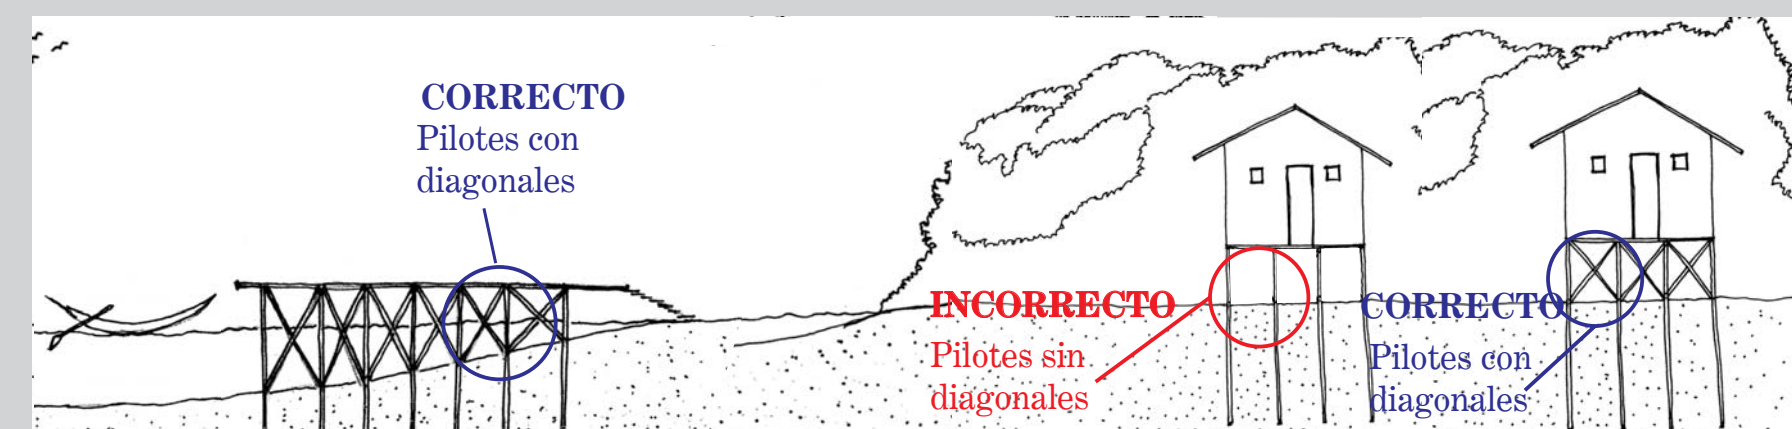 CORRECTO
Pilotes con
diagonales
INCORRECTO
Pilotes sin
diagonales
CORRECTO
Pilotes con
diagonales